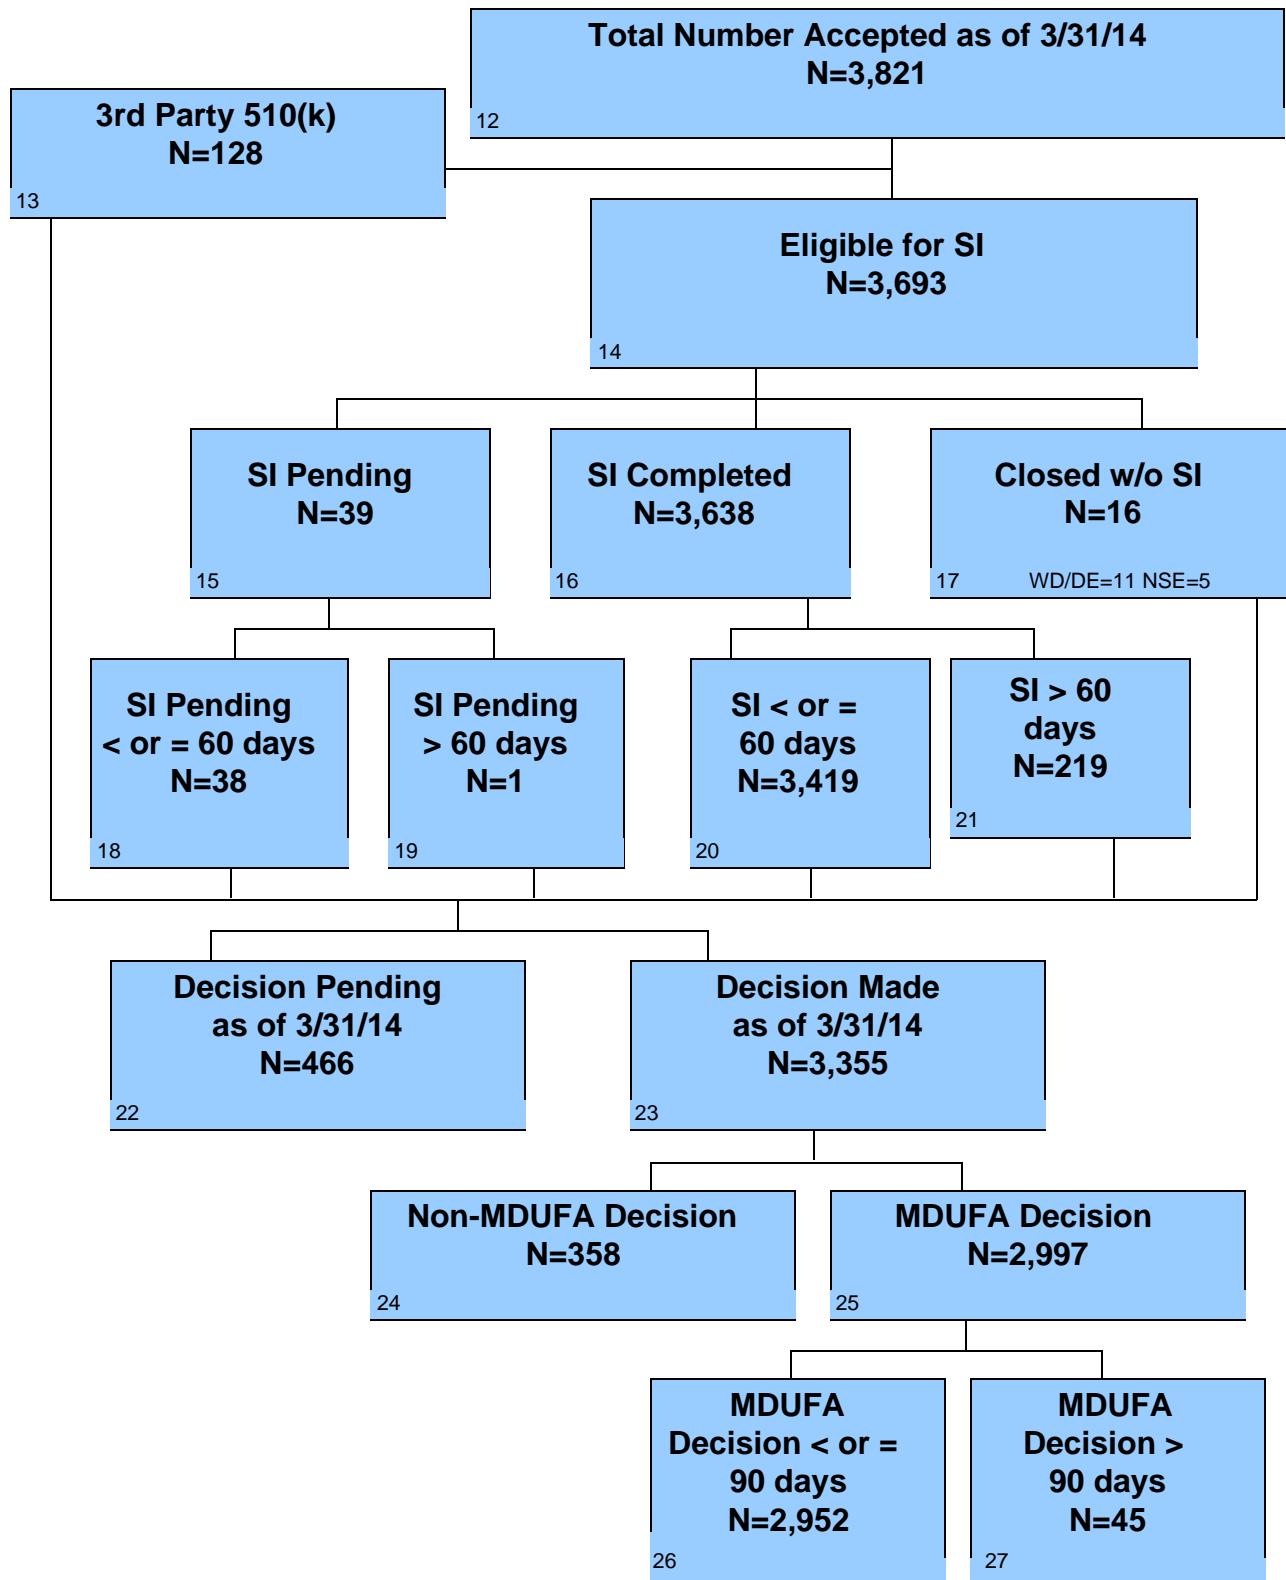 Total Number Accepted as of 3/31/14
N=3,821
12
3rd Party 510(k)
N=128
13
Eligible for SI
N=3,693
14
SI Pending
N=39
15
SI Completed
N=3,638
16
Closed w/o SI
N=16
17 WD/DE=11 NSE=5
SI Pending
< or = 60 days
N=38
18
SI Pending
> 60 days
N=1
19
SI < or =
60 days
N=3,419
20
SI > 60
days
N=219
21
Decision Pending
as of 3/31/14
N=466
22
Decision Made
as of 3/31/14
N=3,355
23
Non-MDUFA Decision
N=358
24
MDUFA Decision
N=2,997
25
MDUFA
Decision < or =
90 days
N=2,952
26
MDUFA
Decision >
90 days
N=45
27